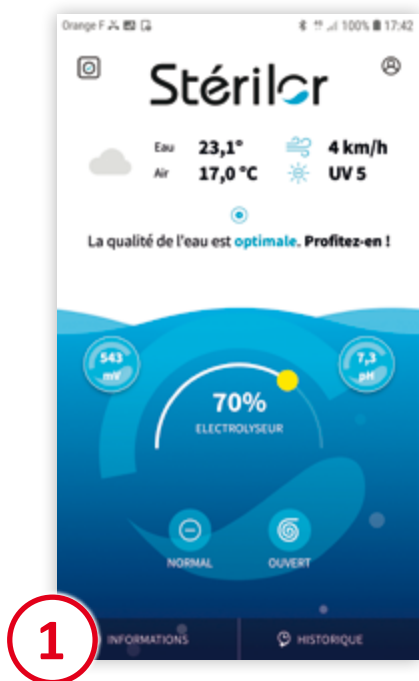 Orange F 100% 17:42
Stérilor
Eau 23,1° 4 km/h
Air 17,0 °C UV 5
La qualité de l'eau est optimale. Profitez-en !
543 mV
7,3 pH
70%
ELECTROLYSEUR
NORMAL OUVERT
1 INFORMATIONS HISTORIQUE